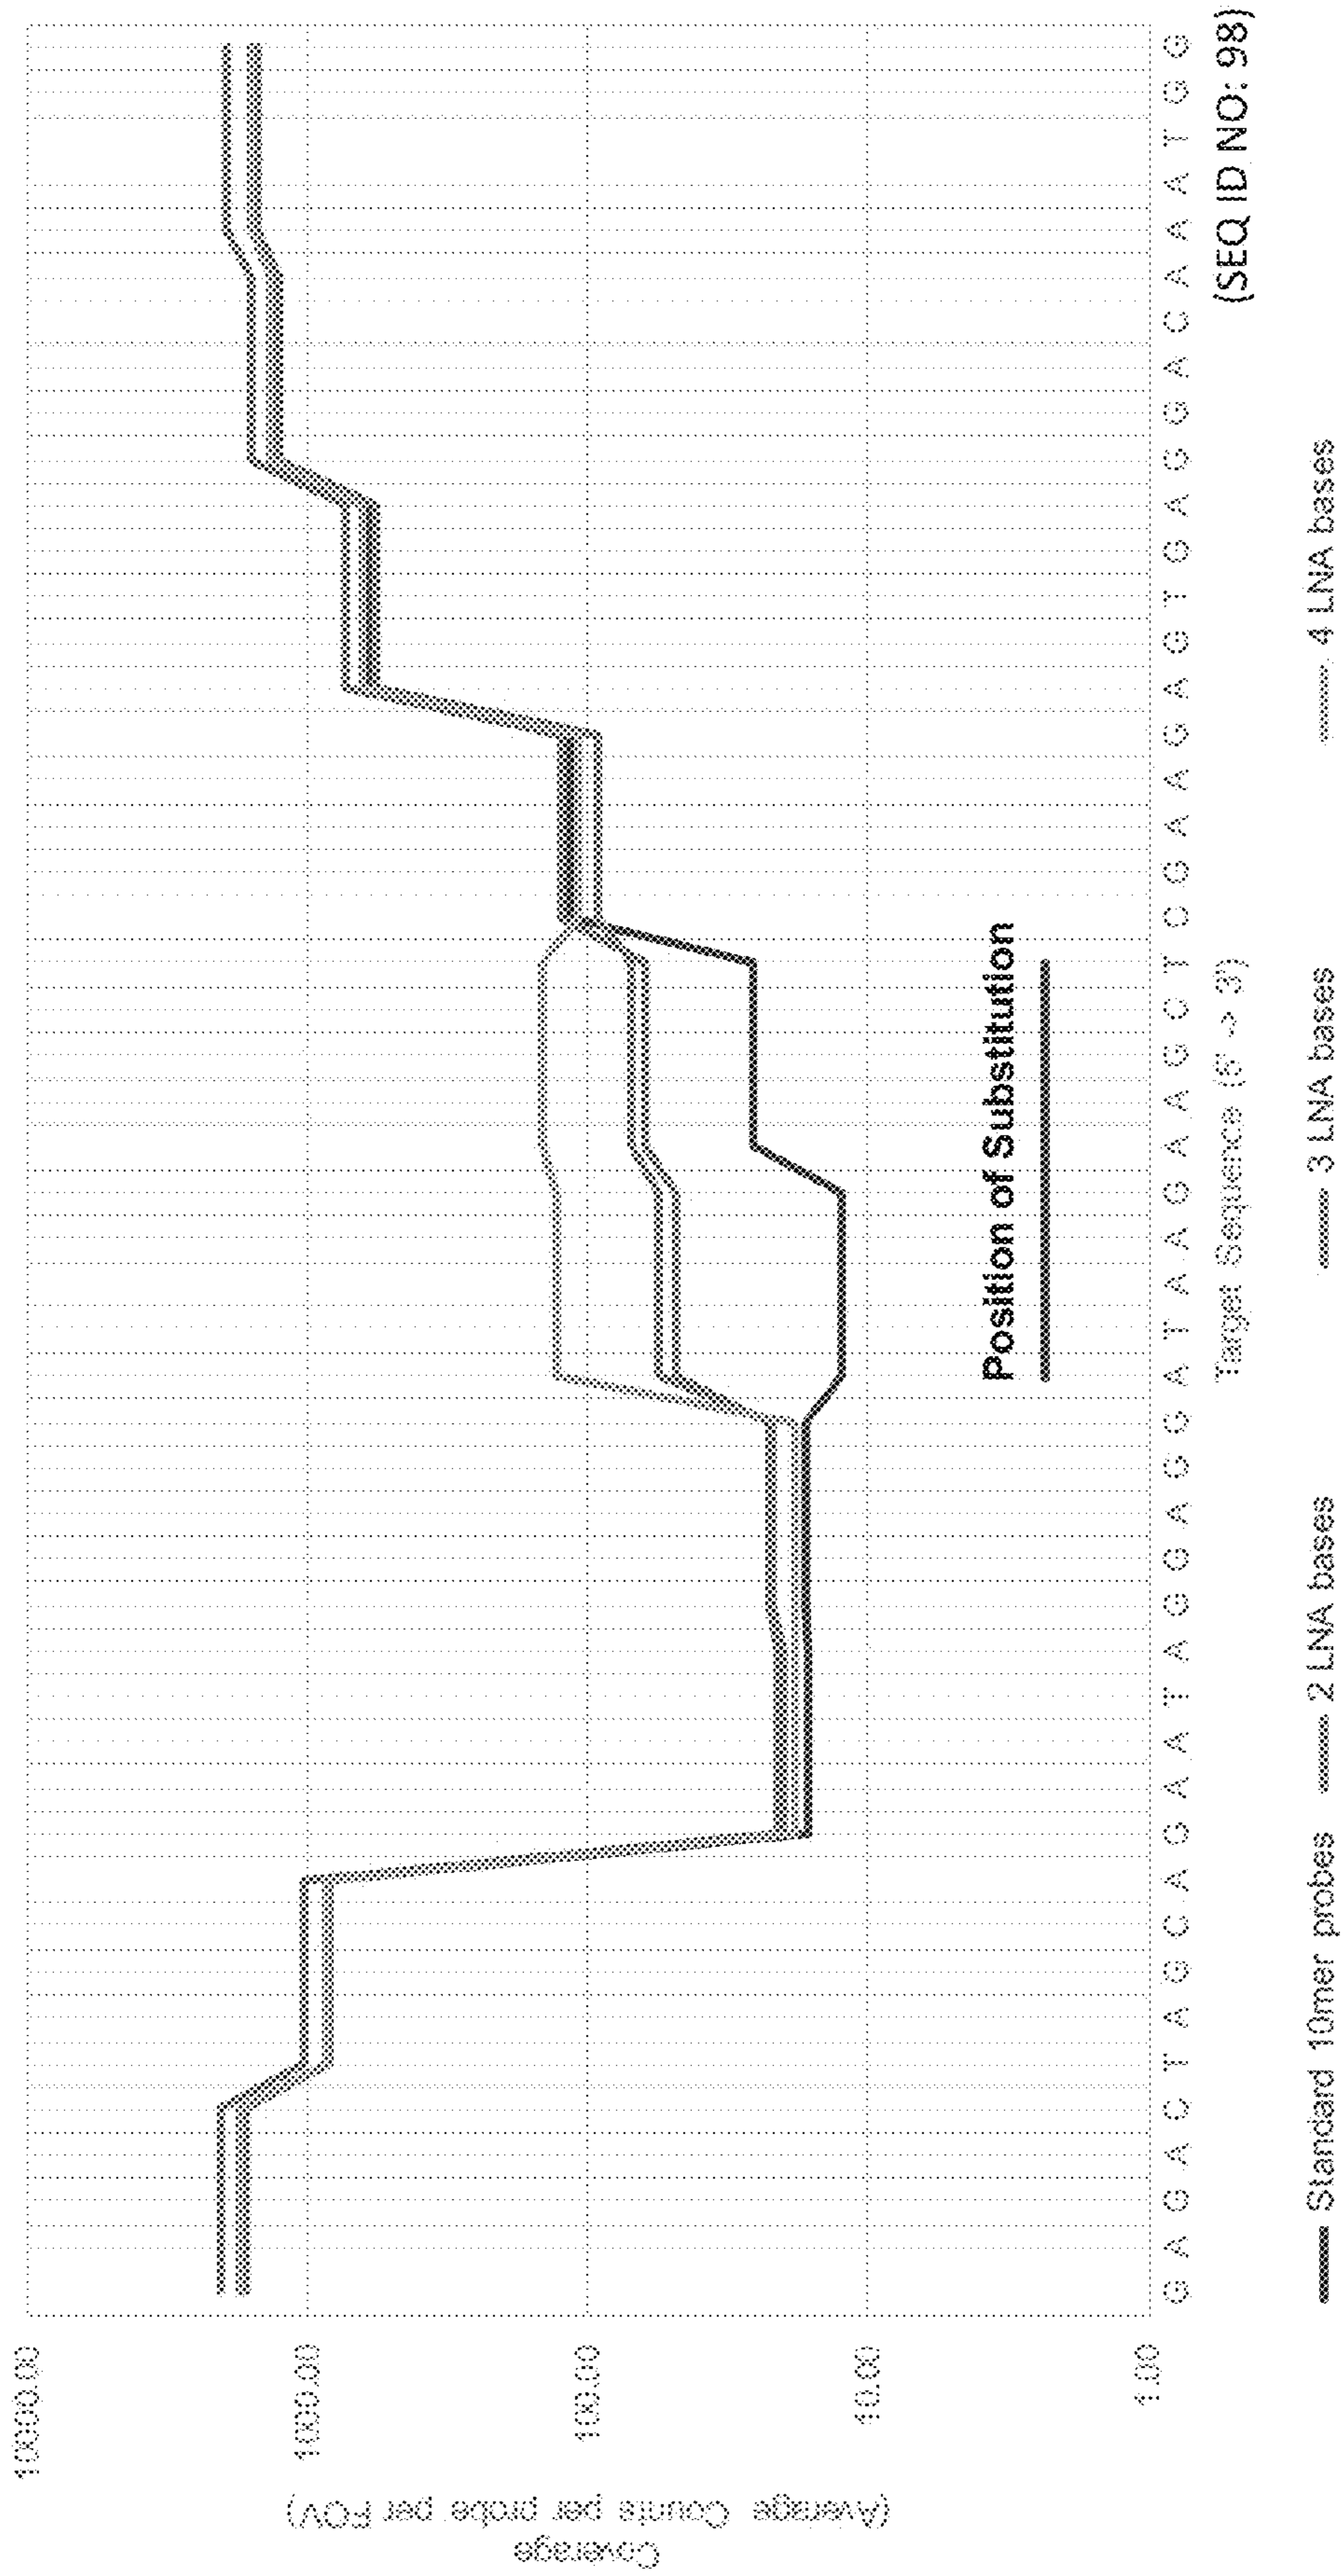 Coverage
(Average Counts per probe per FOV)
10000.00
1000.00
100.00
10.00
1.00
Position of Substitution
G A G A C T A G C A G A A T A G G A G G A T A A G A A G C T C G A A G A G T G A G G A C A A A T G G
Target Sequence (5' -> 3')
(SEQ ID NO: 98)
Standard 10mer probes
2 LNA bases
3 LNA bases
4 LNA bases